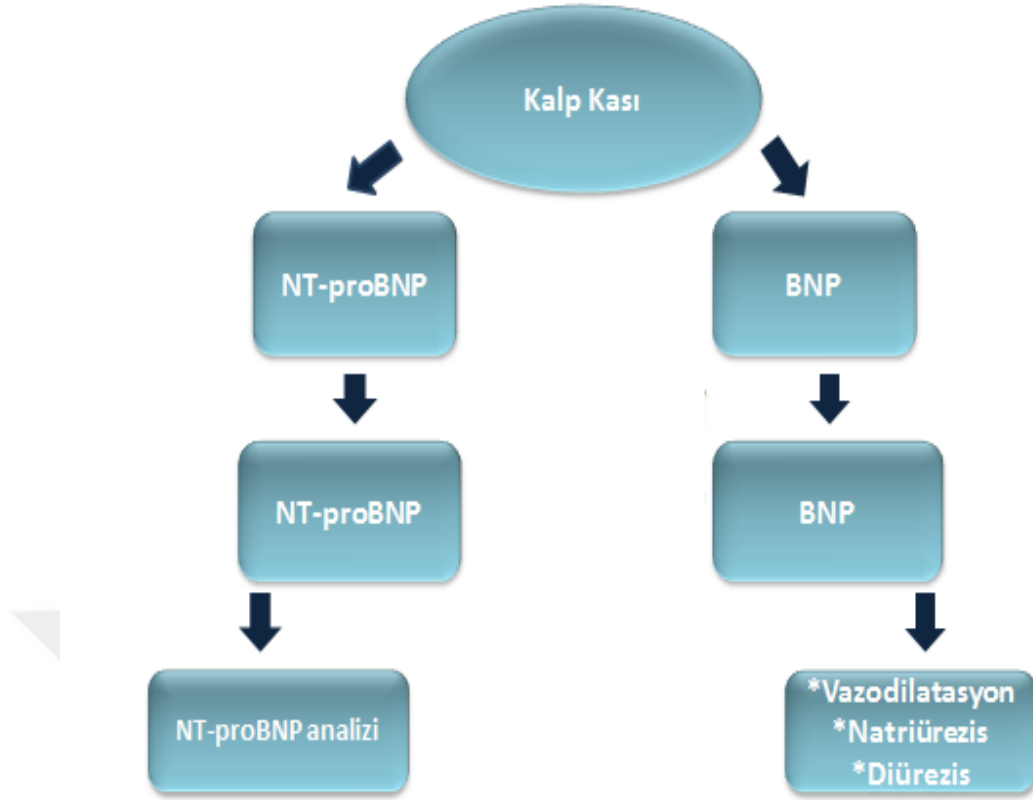 Kalp Kası
NT-proBNP
BNP
NT-proBNP
BNP
NT-proBNP analizi
*Vazodilatasyon
*Natriürezis
*Diürezis